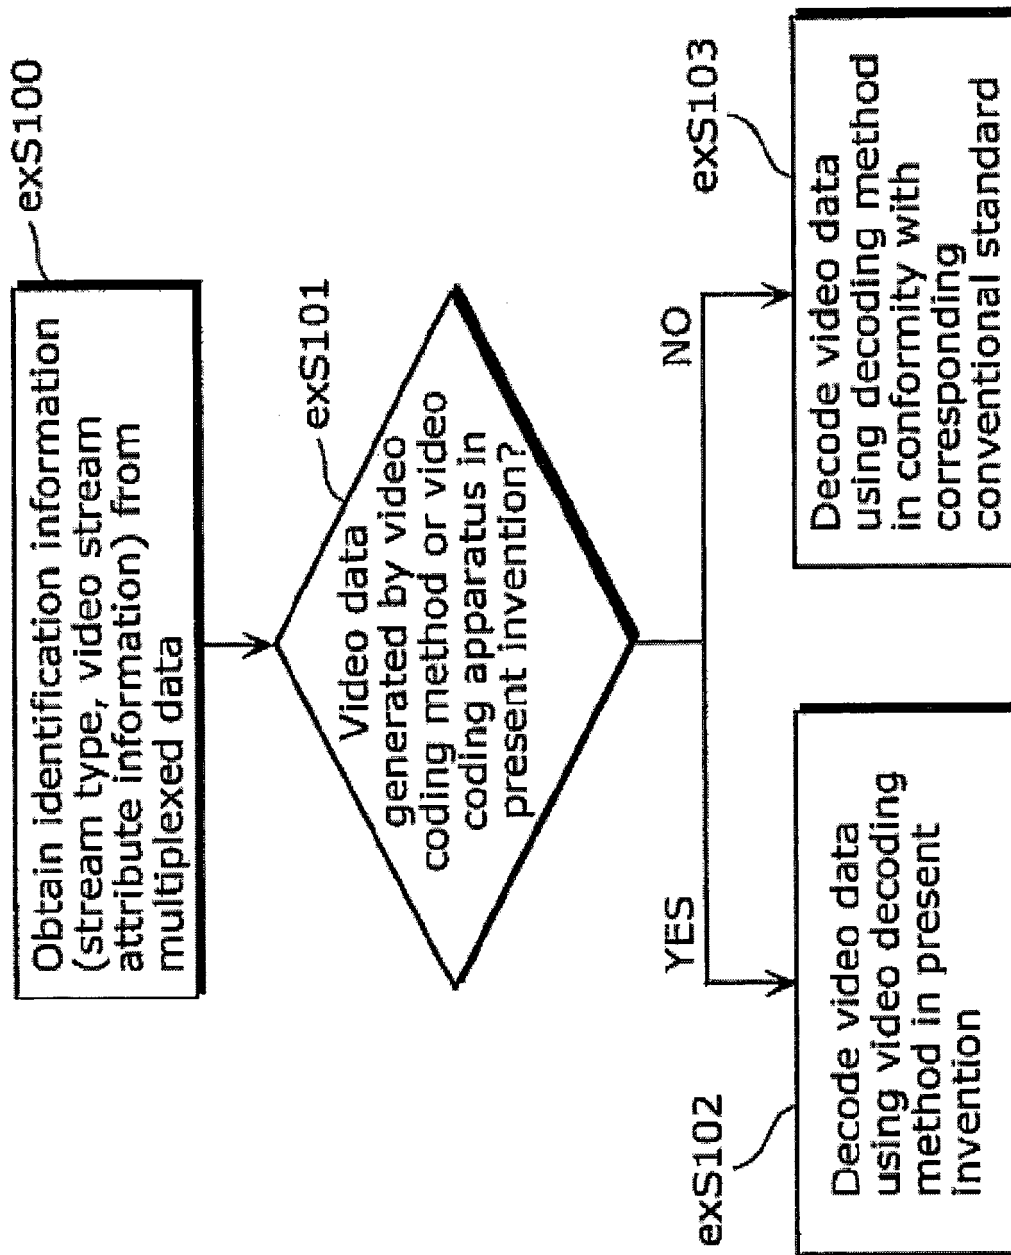 exS100
Obtain identification information
(stream type, video stream
attribute information) from
multiplexed data
exS101
Video data
generated by video
coding method or video
coding apparatus in
present invention?
YES
NO
exS102
Decode video data
using video decoding
method in present
invention
exS103
Decode video data
using decoding method
in conformity with
corresponding
conventional standard